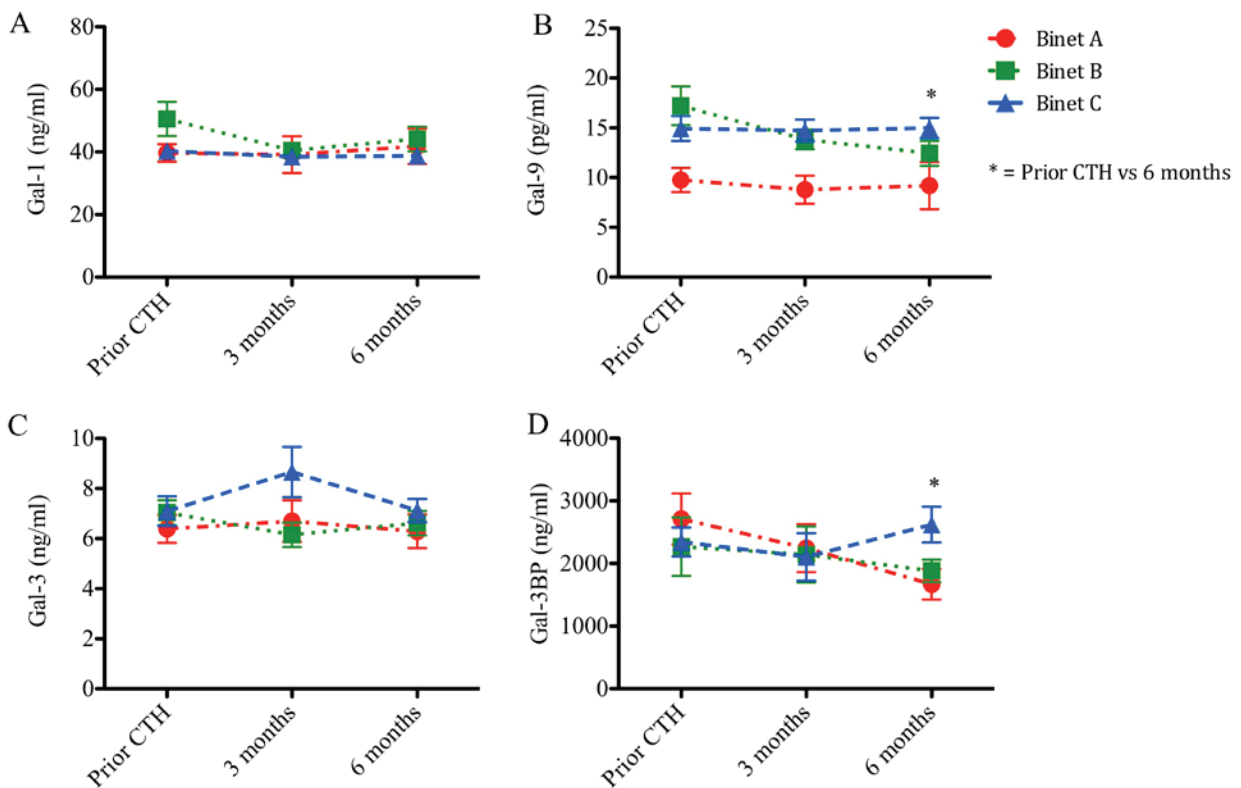 A
Gal-1 (ng/ml)
80
60
40
20
0
Prior CTH
3 months
6 months
B
Gal-9 (pg/ml)
25
20
15
10
5
0
*
Prior CTH
3 months
6 months
Binet A
Binet B
Binet C
* = Prior CTH vs 6 months
C
Gal-3 (ng/ml)
10
8
6
4
2
0
Prior CTH
3 months
6 months
D
Gal-3BP (ng/ml)
4000
3000
2000
1000
0
*
Prior CTH
3 months
6 months